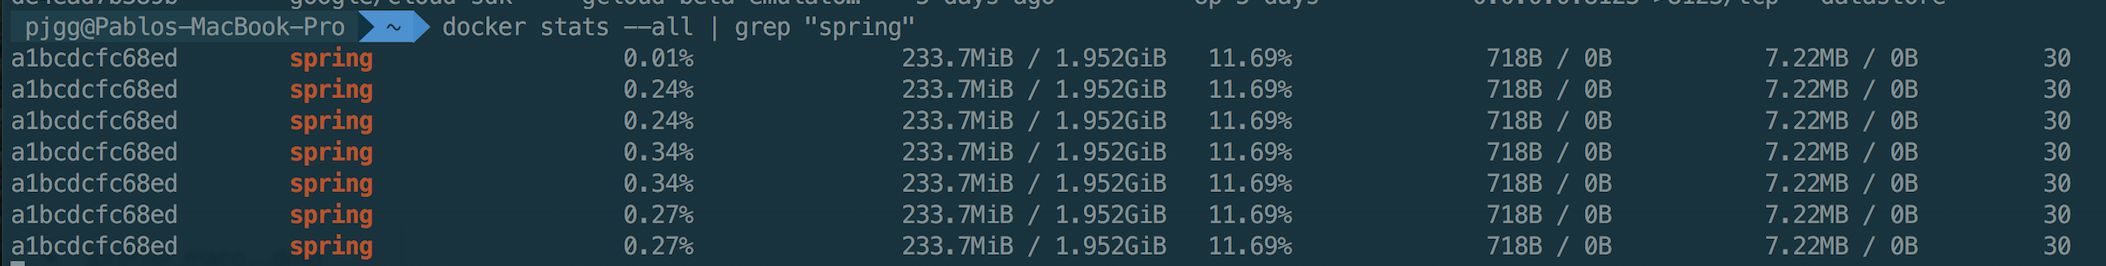 pjgg@Pablos-MacBook-Pro ~ docker stats --all | grep "spring"
a1bcdcfc68ed spring 0.01% 233.7MiB / 1.952GiB 11.69% 718B / 0B 7.22MB / 0B 30
a1bcdcfc68ed spring 0.24% 233.7MiB / 1.952GiB 11.69% 718B / 0B 7.22MB / 0B 30
a1bcdcfc68ed spring 0.24% 233.7MiB / 1.952GiB 11.69% 718B / 0B 7.22MB / 0B 30
a1bcdcfc68ed spring 0.34% 233.7MiB / 1.952GiB 11.69% 718B / 0B 7.22MB / 0B 30
a1bcdcfc68ed spring 0.34% 233.7MiB / 1.952GiB 11.69% 718B / 0B 7.22MB / 0B 30
a1bcdcfc68ed spring 0.27% 233.7MiB / 1.952GiB 11.69% 718B / 0B 7.22MB / 0B 30
a1bcdcfc68ed spring 0.27% 233.7MiB / 1.952GiB 11.69% 718B / 0B 7.22MB / 0B 30